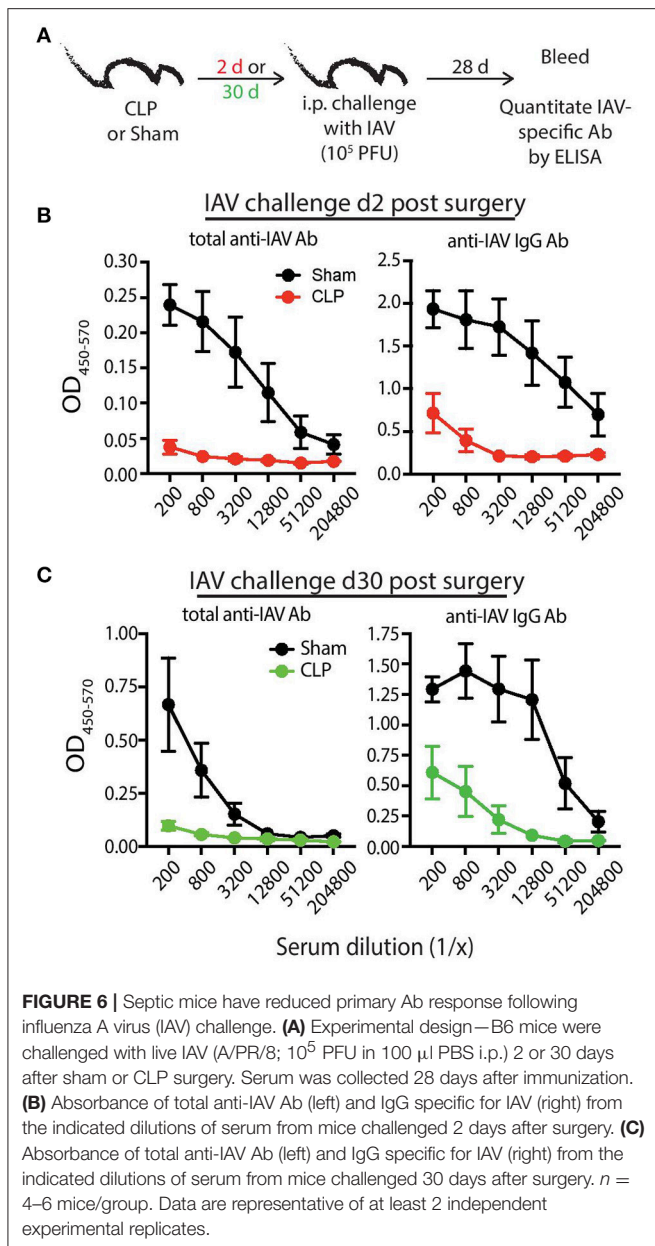 A
CLP
or Sham
2 d or
30 d
i.p. challenge
with IAV
(10⁵ PFU)
28 d
Bleed
Quantitate IAV-
specific Ab
by ELISA
B
IAV challenge d2 post surgery
total anti-IAV Ab
anti-IAV IgG Ab
OD450-570
0.30
0.25
0.20
0.15
0.10
0.05
0.00
Sham
CLP
200
800
3200
12800
51200
204800
2.5
2.0
1.5
1.0
0.5
0.0
200
800
3200
12800
51200
204800
C
IAV challenge d30 post surgery
total anti-IAV Ab
anti-IAV IgG Ab
OD450-570
1.00
0.75
0.50
0.25
0.00
Sham
CLP
200
800
3200
12800
51200
204800
1.75
1.50
1.25
1.00
0.75
0.50
0.25
0.00
200
800
3200
12800
51200
204800
Serum dilution (1/x)
FIGURE 6 | Septic mice have reduced primary Ab response following
influenza A virus (IAV) challenge. (A) Experimental design—B6 mice were
challenged with live IAV (A/PR/8; 10⁵ PFU in 100 μl PBS i.p.) 2 or 30 days
after sham or CLP surgery. Serum was collected 28 days after immunization.
(B) Absorbance of total anti-IAV Ab (left) and IgG specific for IAV (right) from
the indicated dilutions of serum from mice challenged 2 days after surgery. (C)
Absorbance of total anti-IAV Ab (left) and IgG specific for IAV (right) from the
indicated dilutions of serum from mice challenged 30 days after surgery. n =
4–6 mice/group. Data are representative of at least 2 independent
experimental replicates.